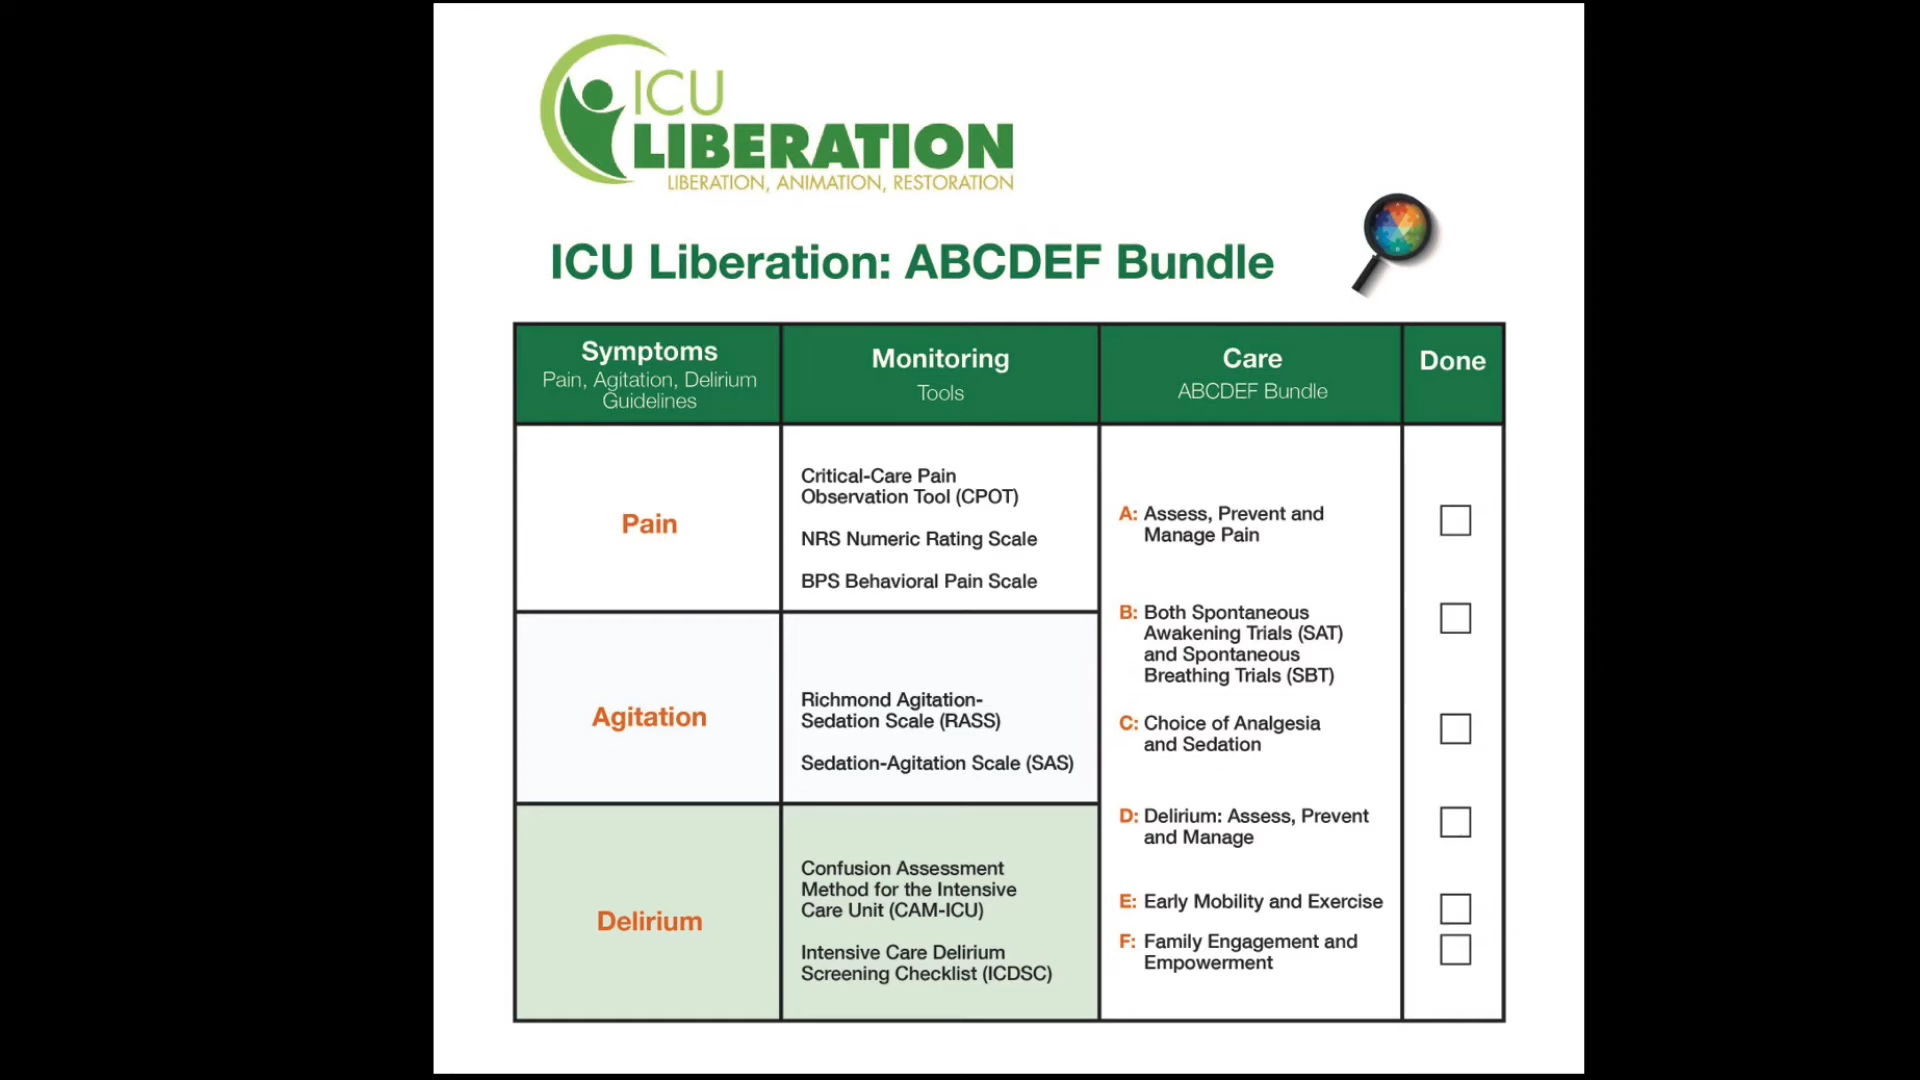 ICU
LIBERATION
LIBERATION, ANIMATION, RESTORATION
ICU Liberation: ABCDEF Bundle
Symptoms
Pain, Agitation, Delirium
Guidelines
Monitoring
Tools
Care
ABCDEF Bundle
Done
Pain
Critical-Care Pain
Observation Tool (CPOT)
NRS Numeric Rating Scale
BPS Behavioral Pain Scale
Agitation
Richmond Agitation-
Sedation Scale (RASS)
Sedation-Agitation Scale (SAS)
Delirium
Confusion Assessment
Method for the Intensive
Care Unit (CAM-ICU)
Intensive Care Delirium
Screening Checklist (ICDSC)
A: Assess, Prevent and
Manage Pain
B: Both Spontaneous
Awakening Trials (SAT)
and Spontaneous
Breathing Trials (SBT)
C: Choice of Analgesia
and Sedation
D: Delirium: Assess, Prevent
and Manage
E: Early Mobility and Exercise
F: Family Engagement and
Empowerment